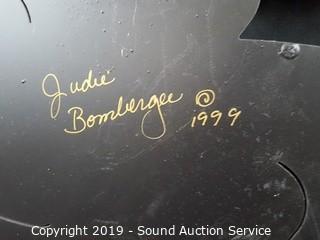 Judie
Bomberger ©
1999
Copyright 2019 - Sound Auction Service